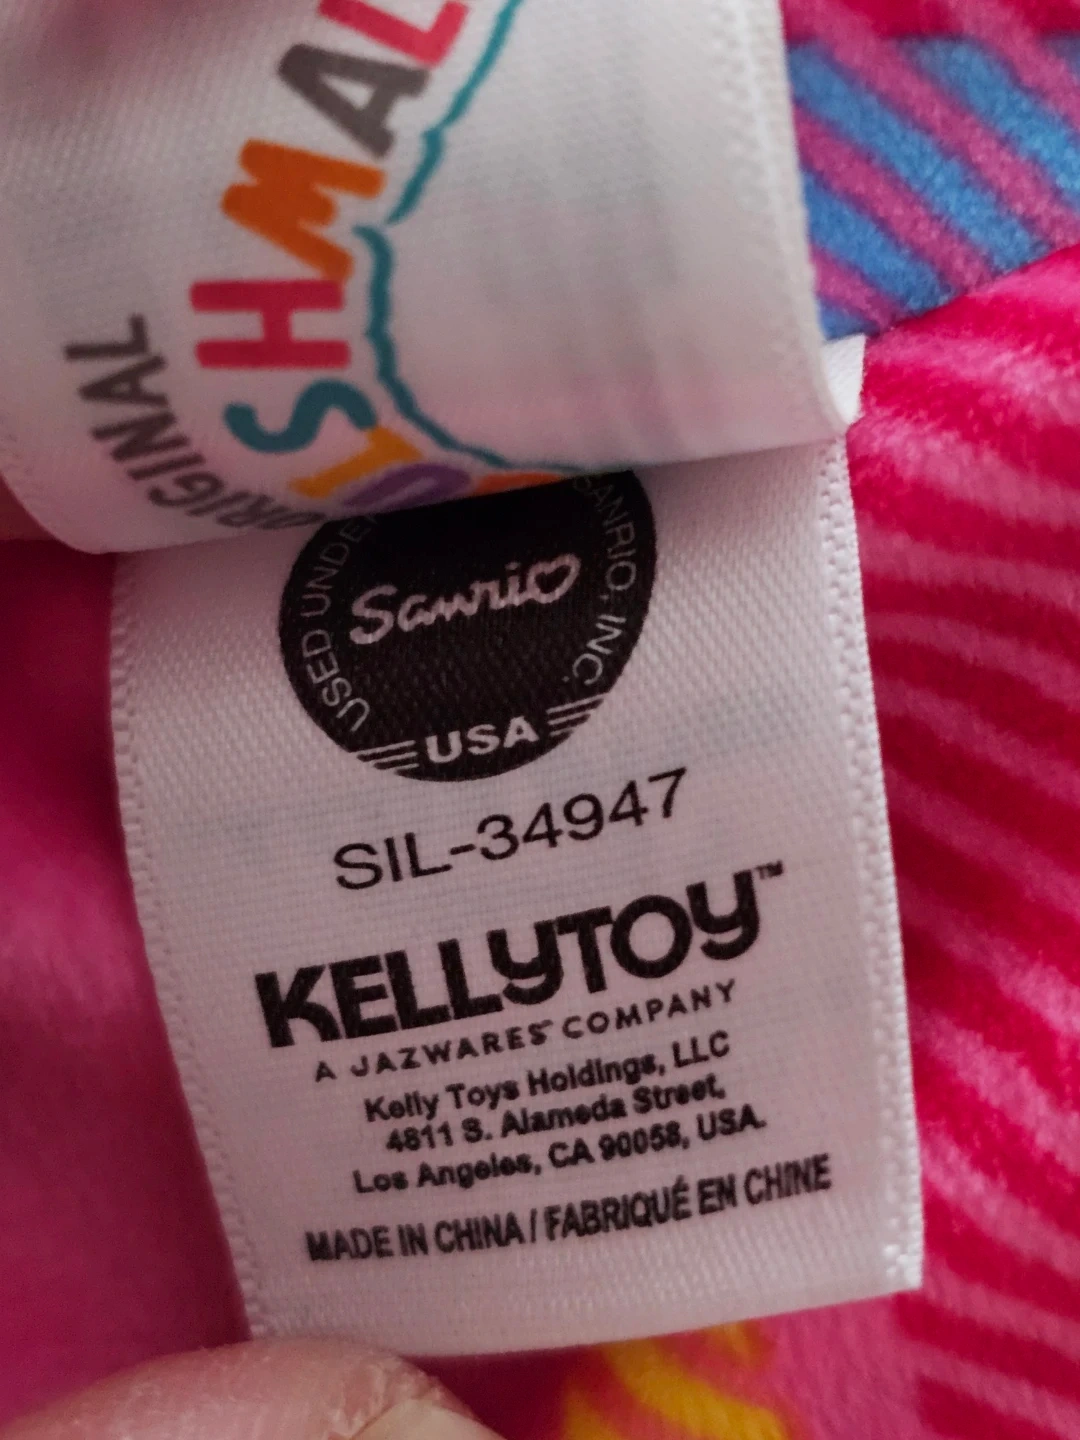 ORIGINAL
USED UNDER
SANRIO, INC.
Sanrio
USA
SIL-34947
KELLYTOY™
A JAZWARES COMPANY
Kelly Toys Holdings, LLC
4811 S. Alameda Street,
Los Angeles, CA 90058, USA.
MADE IN CHINA / FABRIQUÉ EN CHINE